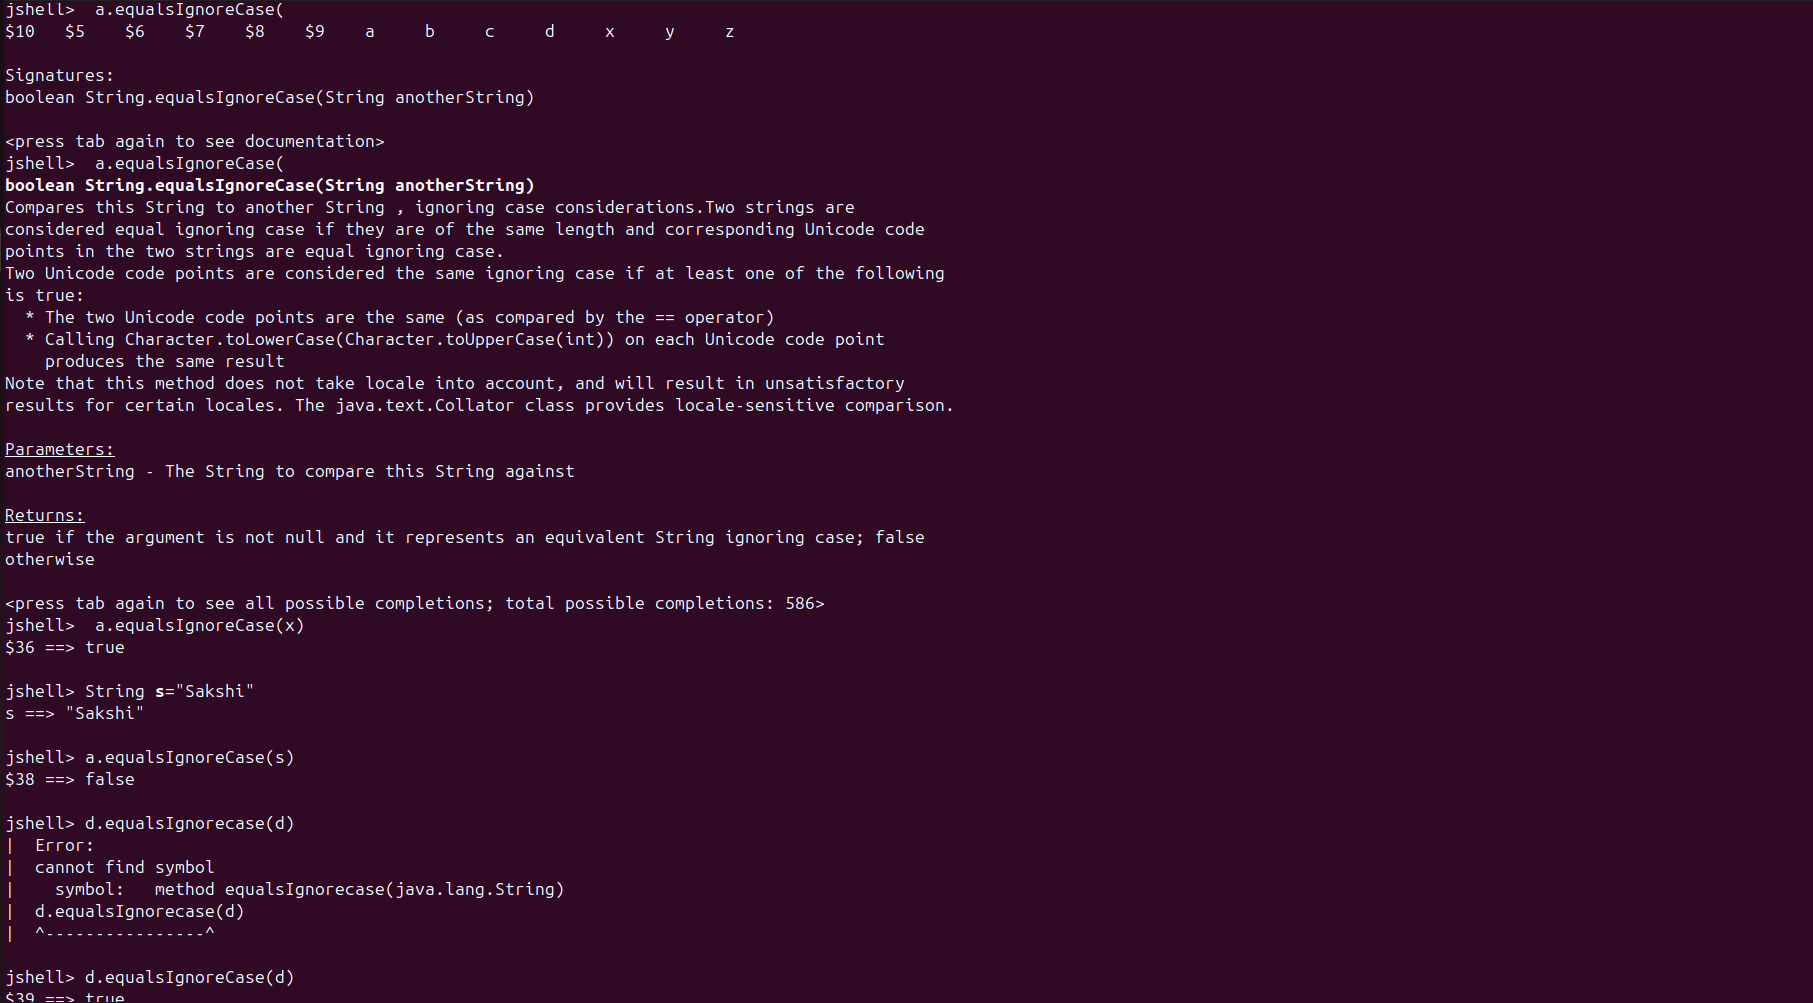 jshell>  a.equalsIgnoreCase(
$10   $5    $6    $7    $8    $9    a     b     c     d     x     y     z
Signatures:
boolean String.equalsIgnoreCase(String anotherString)
<press tab again to see documentation>
jshell>  a.equalsIgnoreCase(
boolean String.equalsIgnoreCase(String anotherString)
Compares this String to another String , ignoring case considerations.Two strings are
considered equal ignoring case if they are of the same length and corresponding Unicode code
points in the two strings are equal ignoring case.
Two Unicode code points are considered the same ignoring case if at least one of the following
is true:
  * The two Unicode code points are the same (as compared by the == operator)
  * Calling Character.toLowerCase(Character.toUpperCase(int)) on each Unicode code point
    produces the same result
Note that this method does not take locale into account, and will result in unsatisfactory
results for certain locales. The java.text.Collator class provides locale-sensitive comparison.
Parameters:
anotherString - The String to compare this String against
Returns:
true if the argument is not null and it represents an equivalent String ignoring case; false
otherwise
<press tab again to see all possible completions; total possible completions: 586>
jshell>  a.equalsIgnoreCase(x)
$36 ==> true
jshell> String s="Sakshi"
s ==> "Sakshi"
jshell> a.equalsIgnoreCase(s)
$38 ==> false
jshell> d.equalsIgnorecase(d)
|  Error:
|  cannot find symbol
|    symbol:   method equalsIgnorecase(java.lang.String)
|  d.equalsIgnorecase(d)
|  ^----------------^
jshell> d.equalsIgnoreCase(d)
$39 ==> true